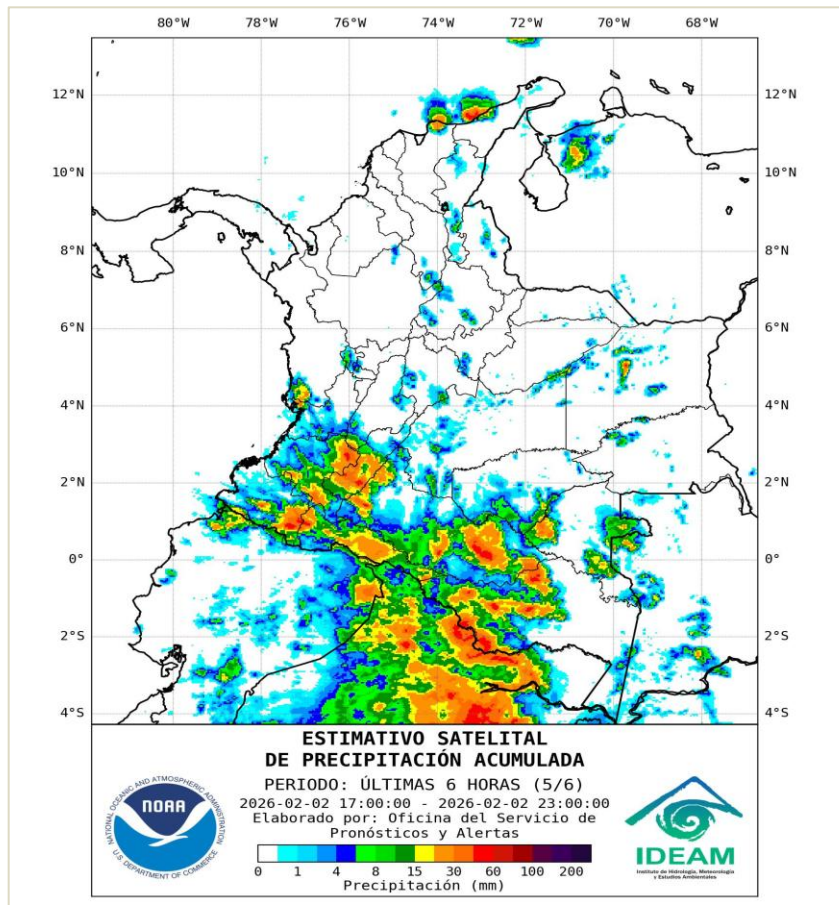 80°W 78°W 76°W 74°W 72°W 70°W 68°W
12°N 12°N
10°N 10°N
8°N 8°N
6°N 6°N
4°N 4°N
2°N 2°N
0° 0°
2°S 2°S
4°S 4°S
ESTIMATIVO SATELITAL
DE PRECIPITACIÓN ACUMULADA
PERIODO: ÚLTIMAS 6 HORAS (5/6)
2026-02-02 17:00:00 - 2026-02-02 23:00:00
Elaborado por: Oficina del Servicio de
Pronósticos y Alertas
0 1 4 8 15 30 60 100 200
Precipitación (mm)
NATIONAL OCEANIC AND ATMOSPHERIC ADMINISTRATION
NOAA
U.S. DEPARTMENT OF COMMERCE
IDEAM
Instituto de Hidrología, Meteorología
y Estudios Ambientales